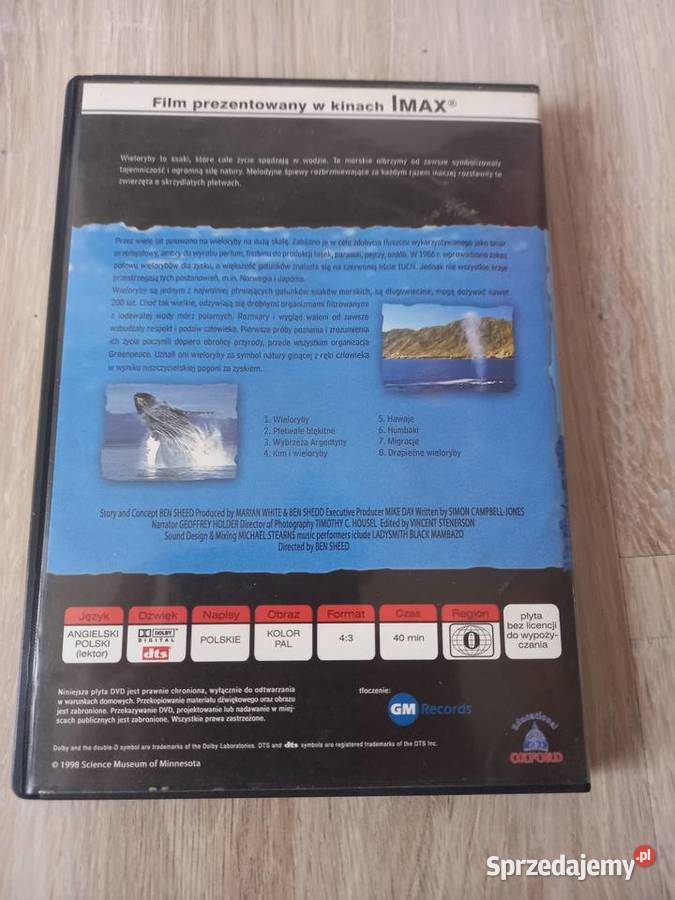 Film prezentowany w kinach IMAX®
Wieloryby to ssaki, które całe życie spędzają w wodzie. Te morskie olbrzymy od zawsze symbolizowały
tajemniczość i ogromną siłę natury. Melodyjne śpiewy rozbrzmiewające za każdym razem inaczej rozsławiły te
zwierzęta o skrzydlatych płetwach.
Przez wiele lat polowano na wieloryby na dużą skalę. Zabijano je w celu zdobycia tłuszczu wykorzystywanego jako smar
przemysłowy, ambry do wyrobu perfum, fiszbinu do produkcji lasek, parasoli, pejczy, ozdób. W 1986 r. wprowadzono zakaz
połowu wielorybów dla zysku, a większość gatunków znalazła się na czerwonej liście IUCN. Jednak nie wszystkie kraje
przestrzegają tych postanowień, m.in. Norwegia i Japonia.
Wieloryby są jednym z najwolniej pływających gatunków ssaków morskich, są długowieczne, mogą dożywać nawet
200 lat. Choć tak wielkie, odżywiają się drobnymi organizmami filtrowanymi
z lodowatej wody mórz polarnych. Rozmiary i wygląd waleni od zawsze
wzbudzały respekt i podziw człowieka. Pierwsze próby poznania i zrozumienia
ich życia poczynili dopiero obrońcy przyrody, przede wszystkim organizacja
Greenpeace. Uznali oni wieloryby za symbol natury ginącej z ręki człowieka
w wyniku niszczycielskiej pogoni za zyskiem.
1. Wieloryby
2. Płetwale błękitne
3. Wybrzeża Argentyny
4. Kim i wieloryby
5. Hawaje
6. Humbaki
7. Migracje
8. Drapieżne wieloryby
Story and Concept BEN SHEED Produced by MARIAN WHITE & BEN SHEDD Executive Producer MIKE DAY Written by SIMON CAMPBELL-JONES
Narrator GEOFFREY HOLDER Director of Photography TIMOTHY C. HOUSEL Edited by VINCENT STENERSON
Sound Design & Mixing MICHAEL STEARNS music performers iclude LADYSMITH BLACK MAMBAZO
Directed by BEN SHEED
Język
ANGIELSKI
POLSKI
(lektor)
Dźwięk
DOLBY
DIGITAL
dts
Napisy
POLSKIE
Obraz
KOLOR
PAL
Format
4:3
Czas
40 min
Region
0
płyta
bez licencji
do wypoży-
czania
Niniejsza płyta DVD jest prawnie chroniona, wyłącznie do odtwarzania
w warunkach domowych. Przekopiowanie materiału dźwiękowego oraz obrazu
jest zabronione. Przekazywanie DVD, projektowanie lub nadawanie w miej-
scach publicznych jest zabronione. Wszystkie prawa zastrzeżone.
tłoczenie:
GM Records
Dolby and the double-D symbol are trademarks of the Dolby Laboratories. DTS and dts symbols are registered trademarks of the DTS Inc.
© 1998 Science Museum of Minnesota
Educational
OXFORD
Sprzedajemy.pl